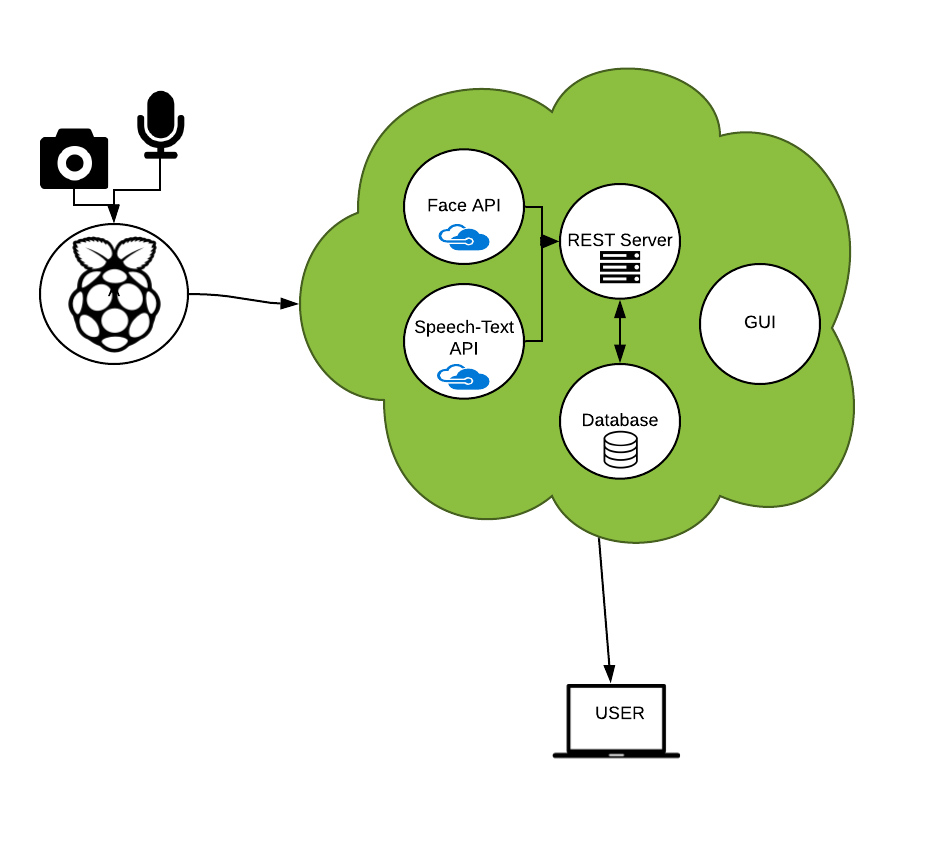 A
Face API
REST Server
Speech-Text
API
GUI
Database
USER